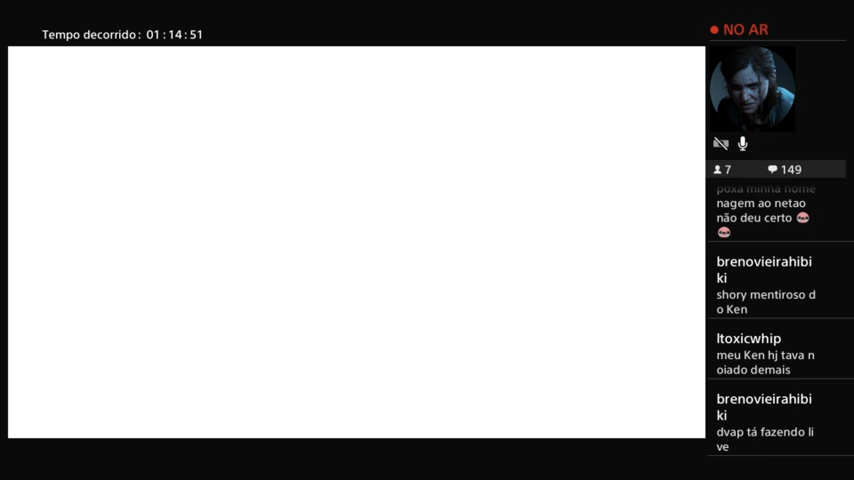 Tempo decorrido: 01:14:51
NO AR
7 149
poxa minha home
nagem ao netao
não deu certo
brenovieirahibi
ki
shory mentiroso d
o Ken
ltoxicwhip
meu Ken hj tava n
oiado demais
brenovieirahibi
ki
dvap tá fazendo li
ve